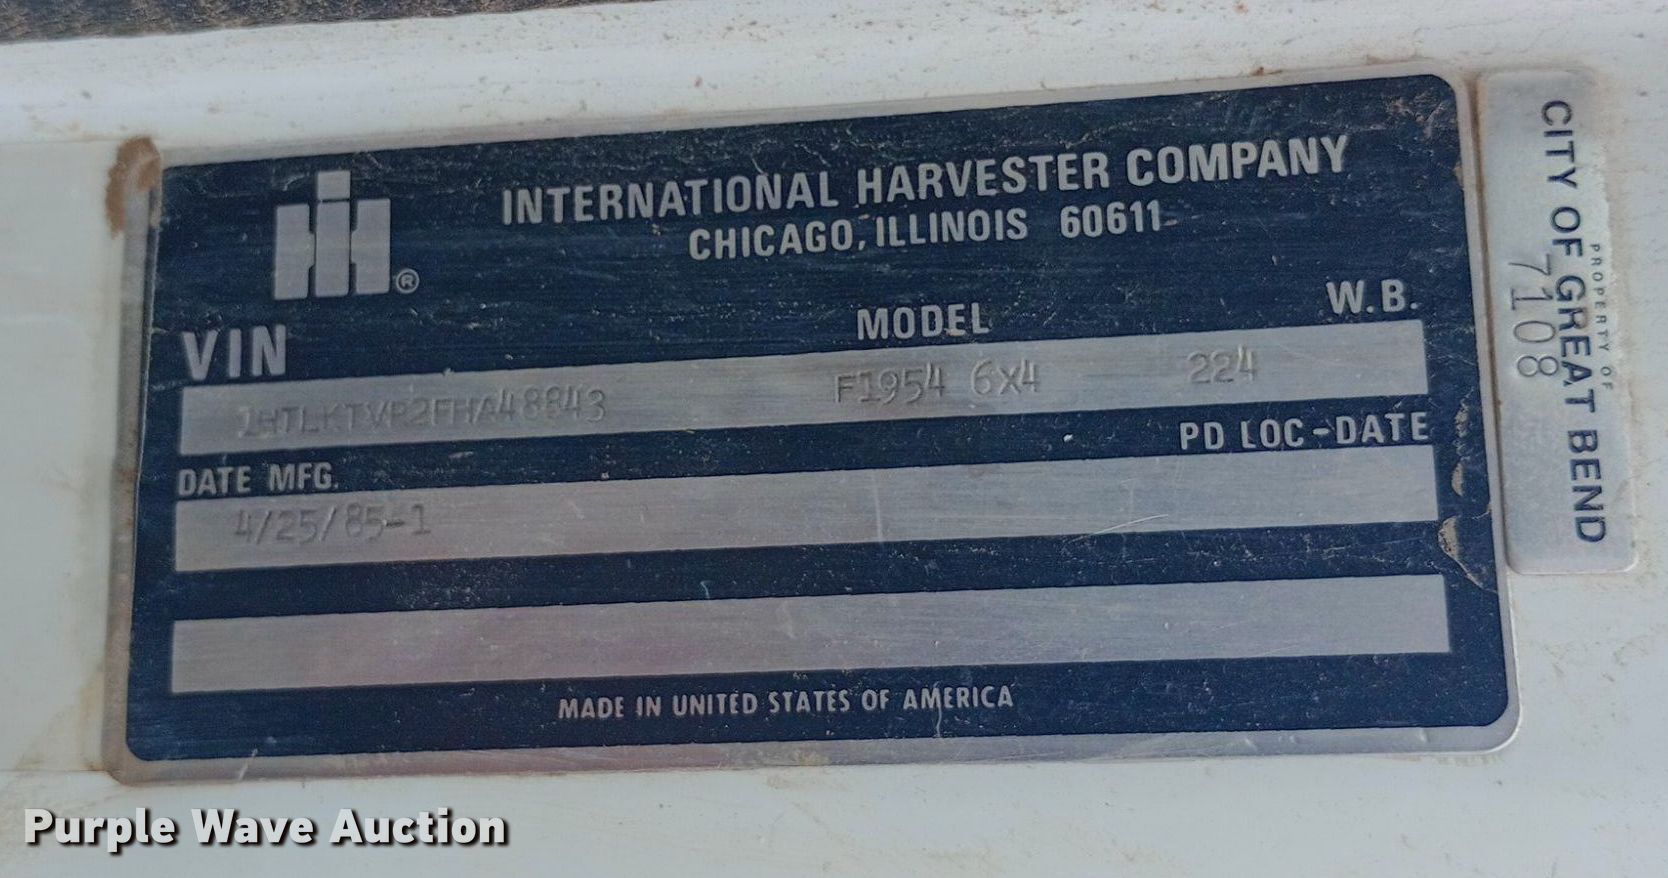 INTERNATIONAL HARVESTER COMPANY
CHICAGO, ILLINOIS 60611
VIN
MODEL
W.B.
1HTLKTVR2FHA48843
F1954 6X4
224
DATE MFG.
PD LOC-DATE
4/25/85-1
MADE IN UNITED STATES OF AMERICA
PROPERTY OF
CITY OF GREAT BEND
7108
Purple Wave Auction